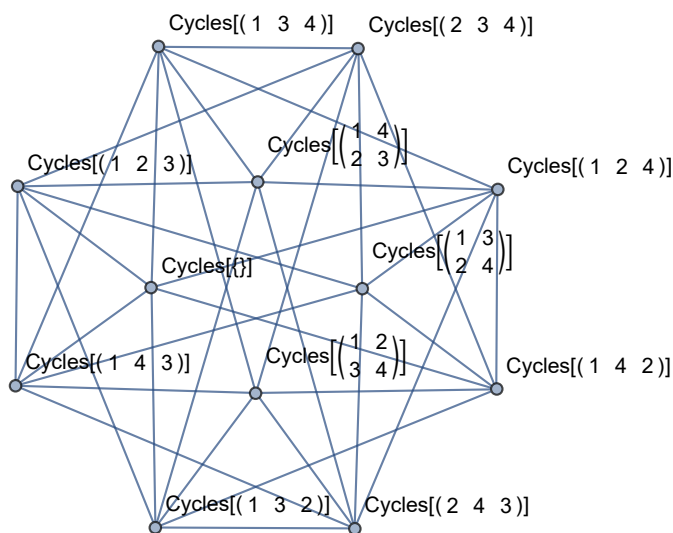 Cycles[( 1 3 4 )]
Cycles[( 2 3 4 )]
Cycles[( 1 4
2 3 )]
Cycles[( 1 2 3 )]
Cycles[( 1 2 4 )]
Cycles[( 1 3
2 4 )]
Cycles[{}]
Cycles[( 1 2
3 4 )]
Cycles[( 1 4 3 )]
Cycles[( 1 4 2 )]
Cycles[( 1 3 2 )]
Cycles[( 2 4 3 )]